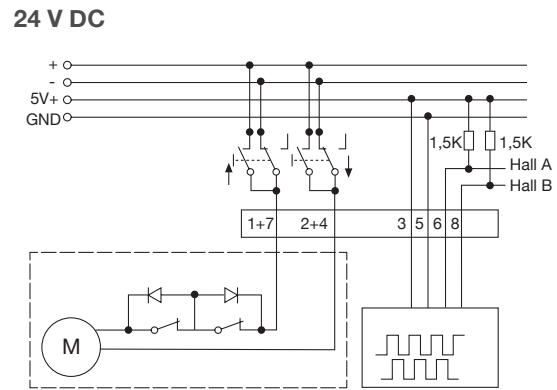 24 V DC
+
-
5V+
GND
1,5K 1,5K
Hall A
Hall B
1+7 2+4 3 5 6 8
M